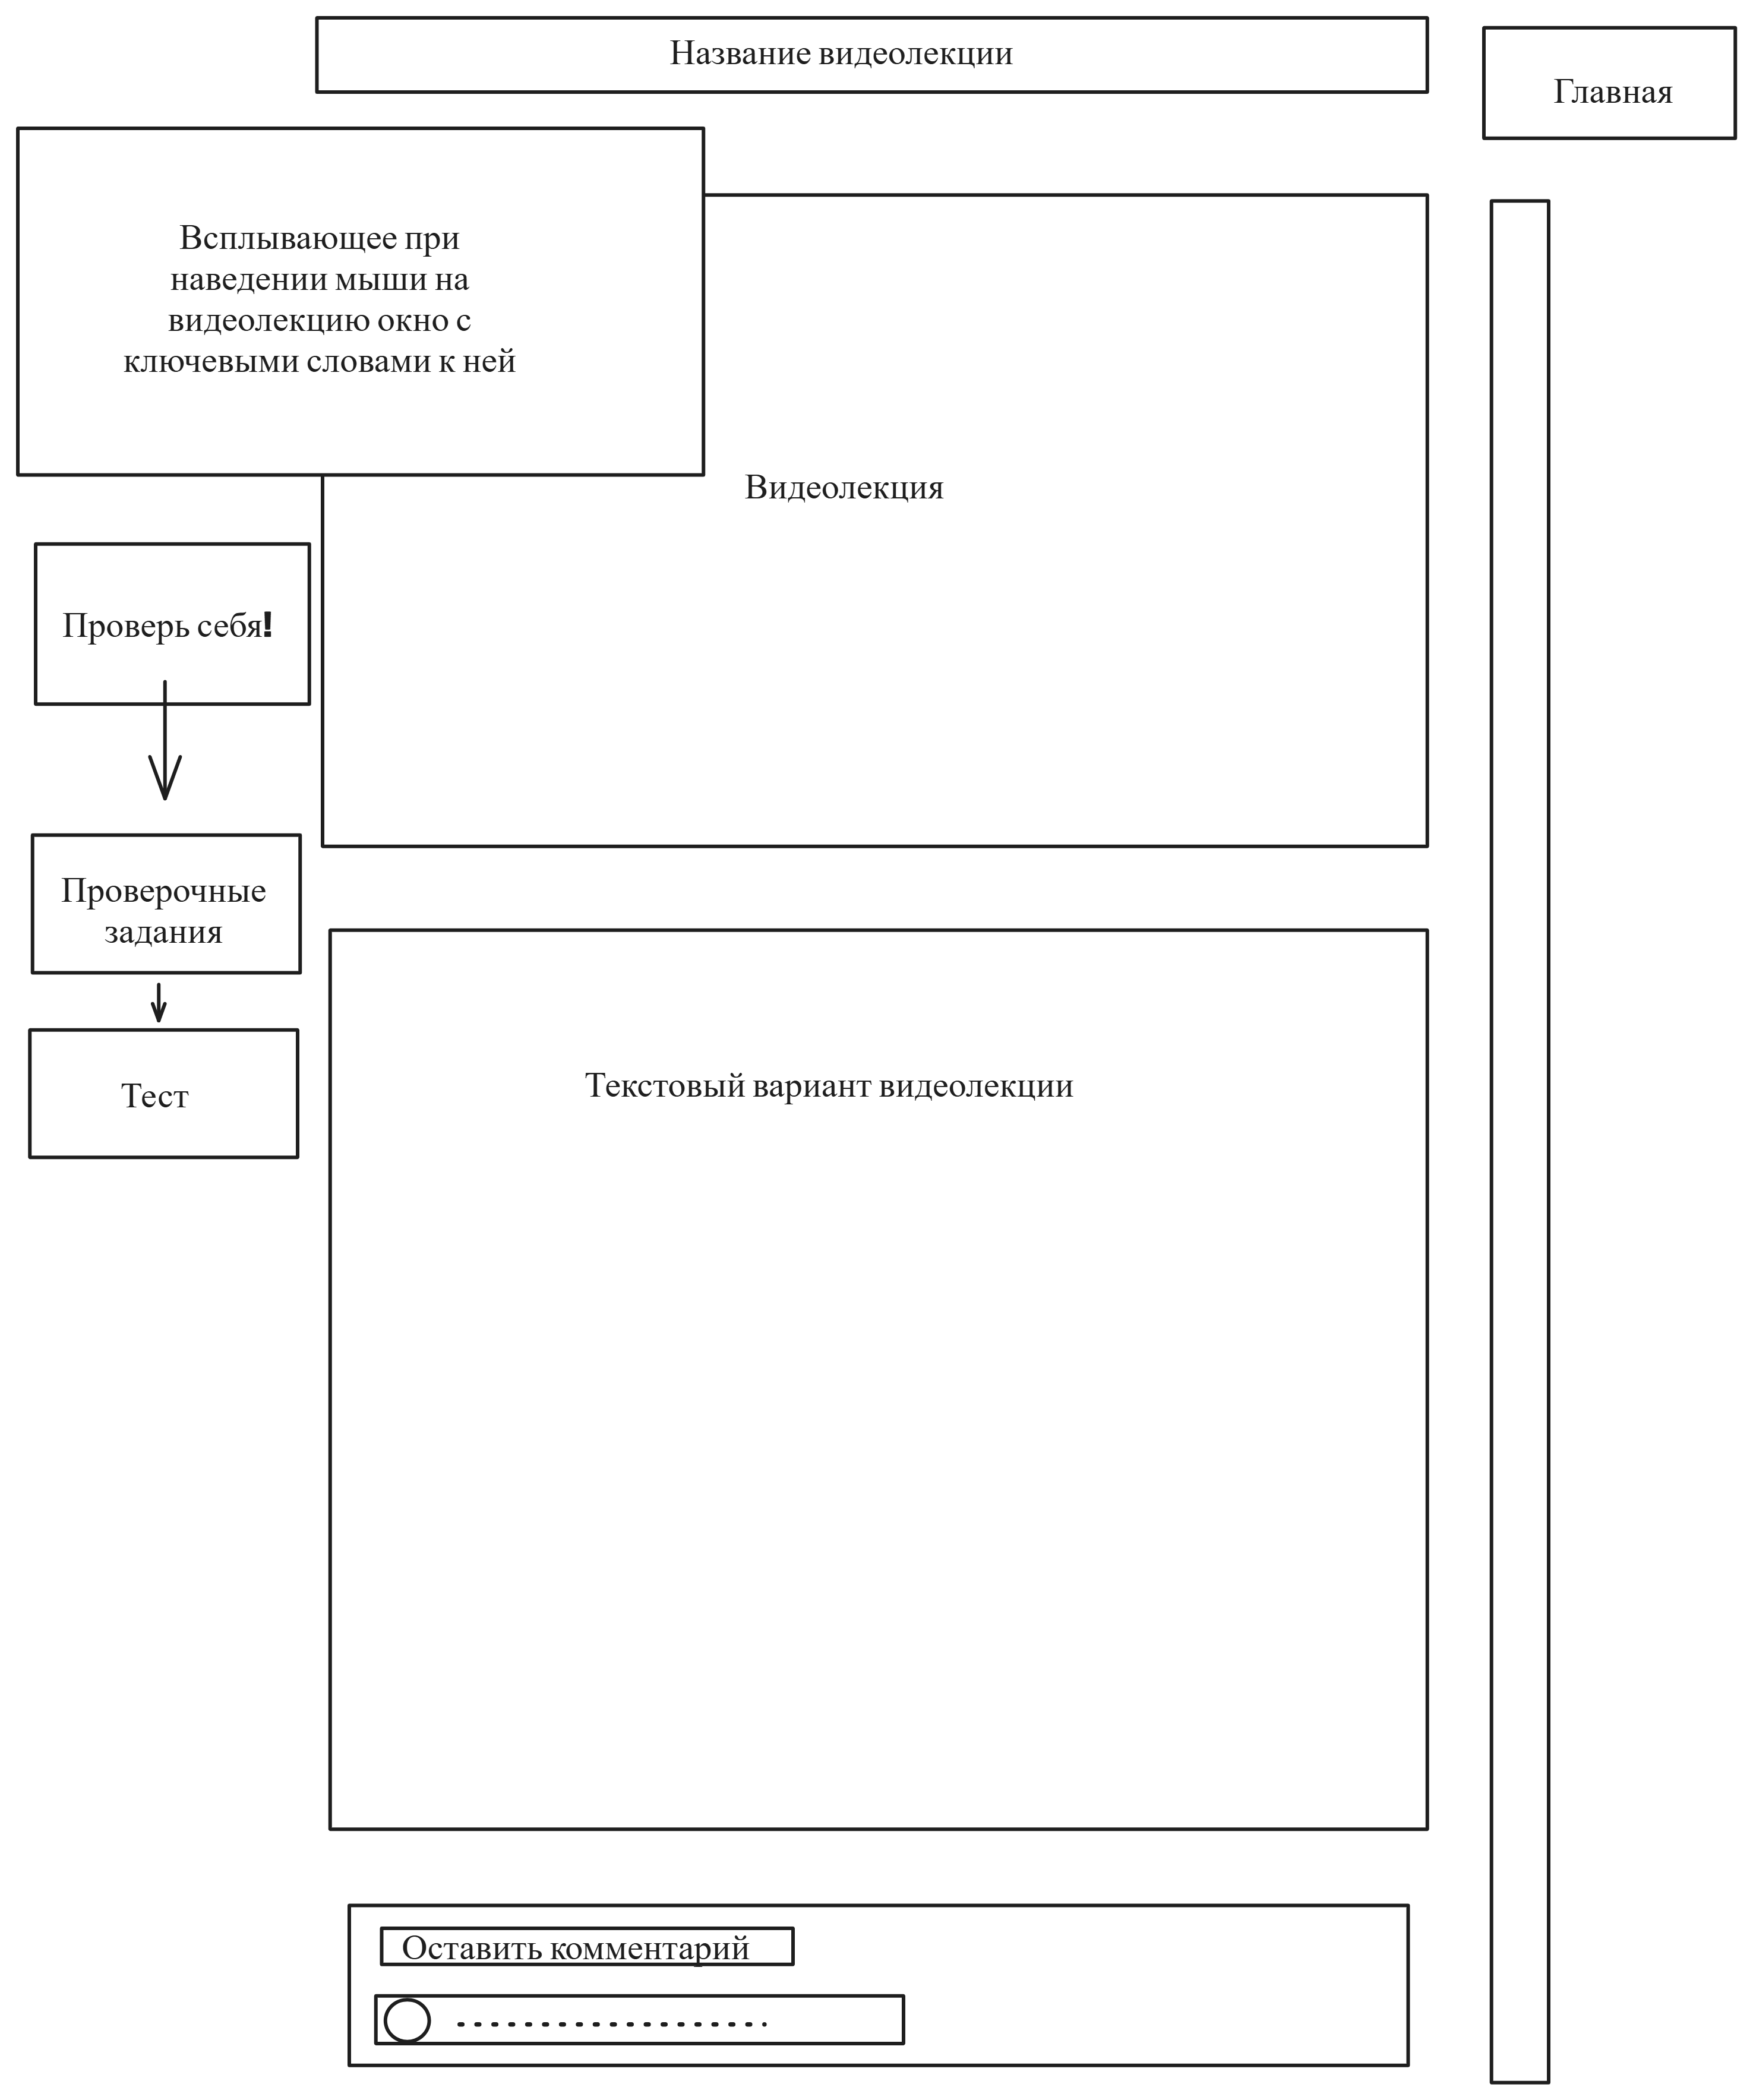 Название видеолекции
Главная
Всплывающее при
наведении мыши на
видеолекцию окно с
ключевыми словами к ней
Видеолекция
Проверь себя!
Проверочные
задания
Тест
Текстовый вариант видеолекции
Оставить комментарий